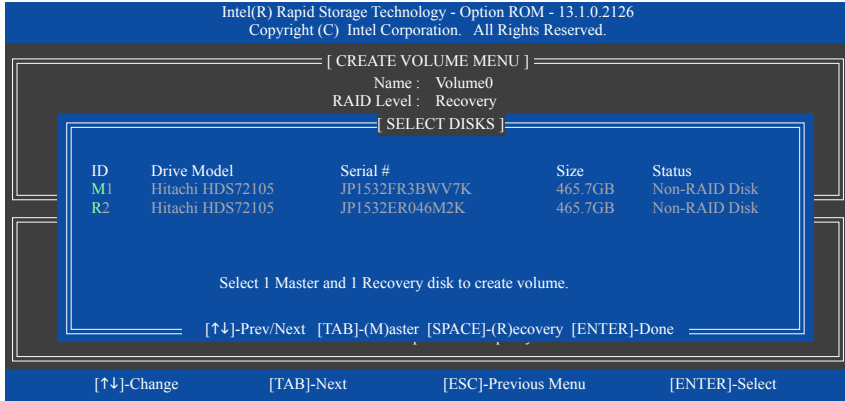 Intel(R) Rapid Storage Technology - Option ROM - 13.1.0.2126
Copyright (C) Intel Corporation. All Rights Reserved.
[ CREATE VOLUME MENU ]
Name : Volume0
RAID Level : Recovery
[ SELECT DISKS ]
ID Drive Model Serial # Size Status
M1 Hitachi HDS72105 JP1532FR3BWV7K 465.7GB Non-RAID Disk
R2 Hitachi HDS72105 JP1532ER046M2K 465.7GB Non-RAID Disk
Select 1 Master and 1 Recovery disk to create volume.
[↑↓]-Prev/Next [TAB]-(M)aster [SPACE]-(R)ecovery [ENTER]-Done
[↑↓]-Change [TAB]-Next [ESC]-Previous Menu [ENTER]-Select